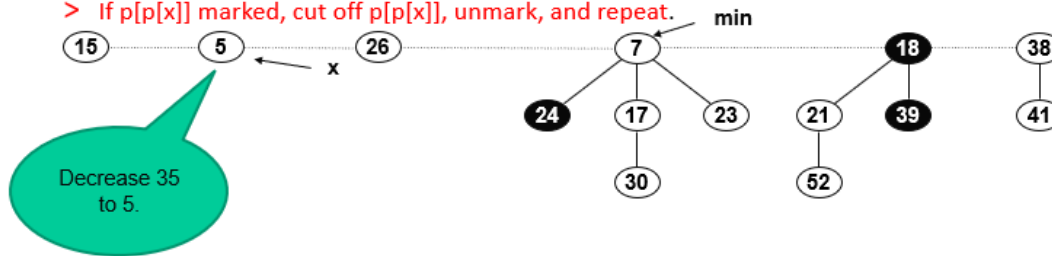 > If p[p[x]] marked, cut off p[p[x]], unmark, and repeat.
min
15 5 26 7 18 38
x
24 17 23 21 39 41
30 52
Decrease 35
to 5.